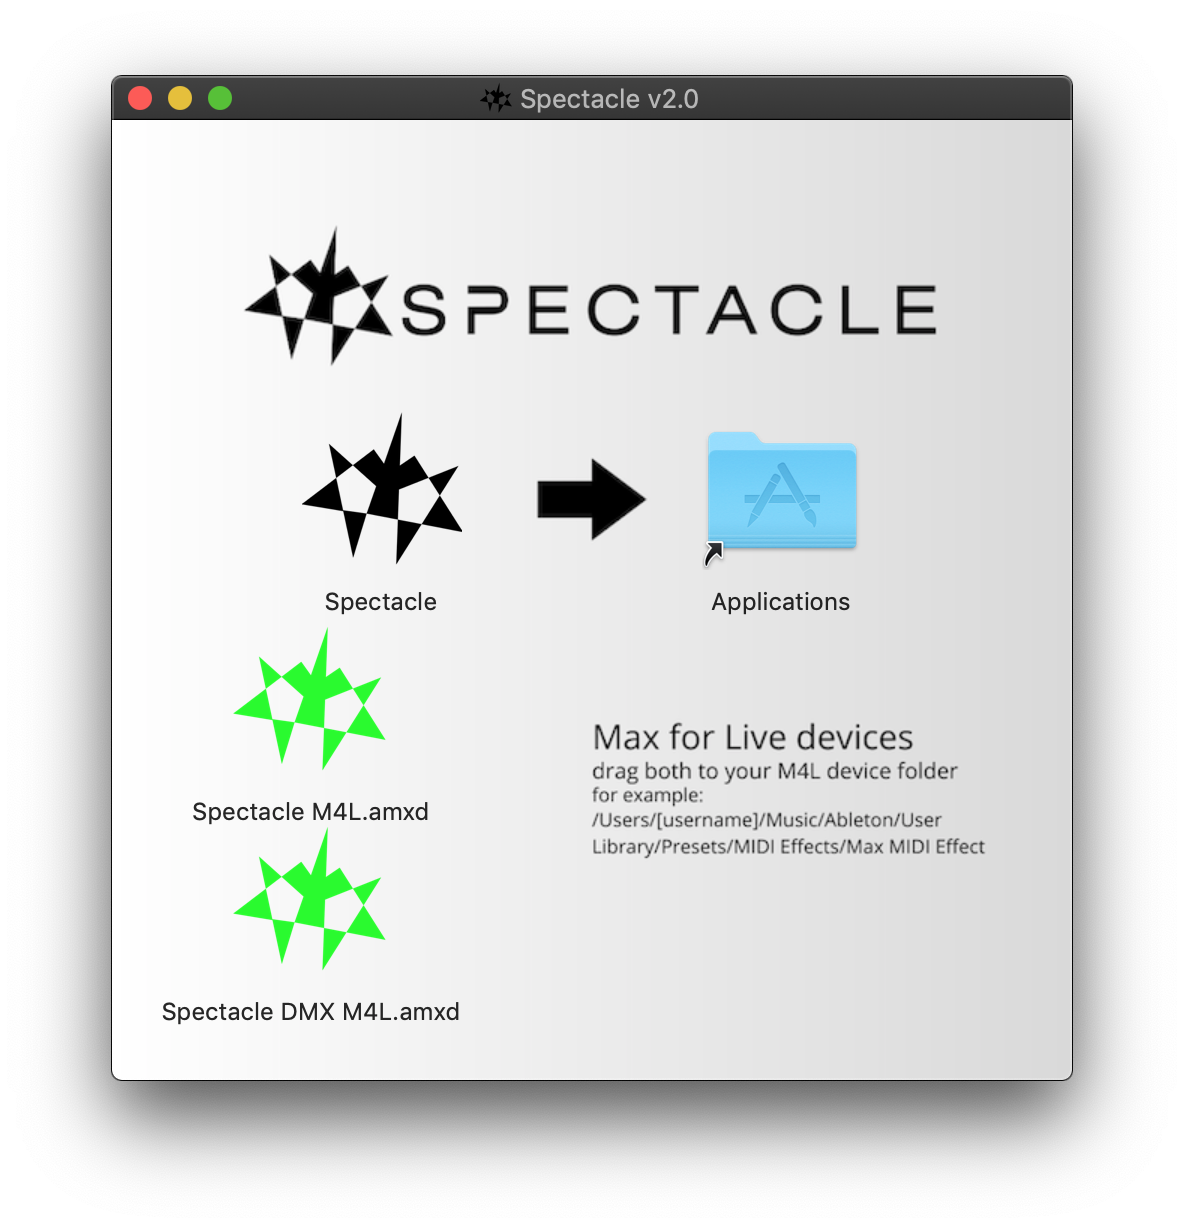 Spectacle v2.0
SPECTACLE
Spectacle
Applications
Spectacle M4L.amxd
Max for Live devices
drag both to your M4L device folder
for example:
/Users/[username]/Music/Ableton/User
Library/Presets/MIDI Effects/Max MIDI Effect
Spectacle DMX M4L.amxd